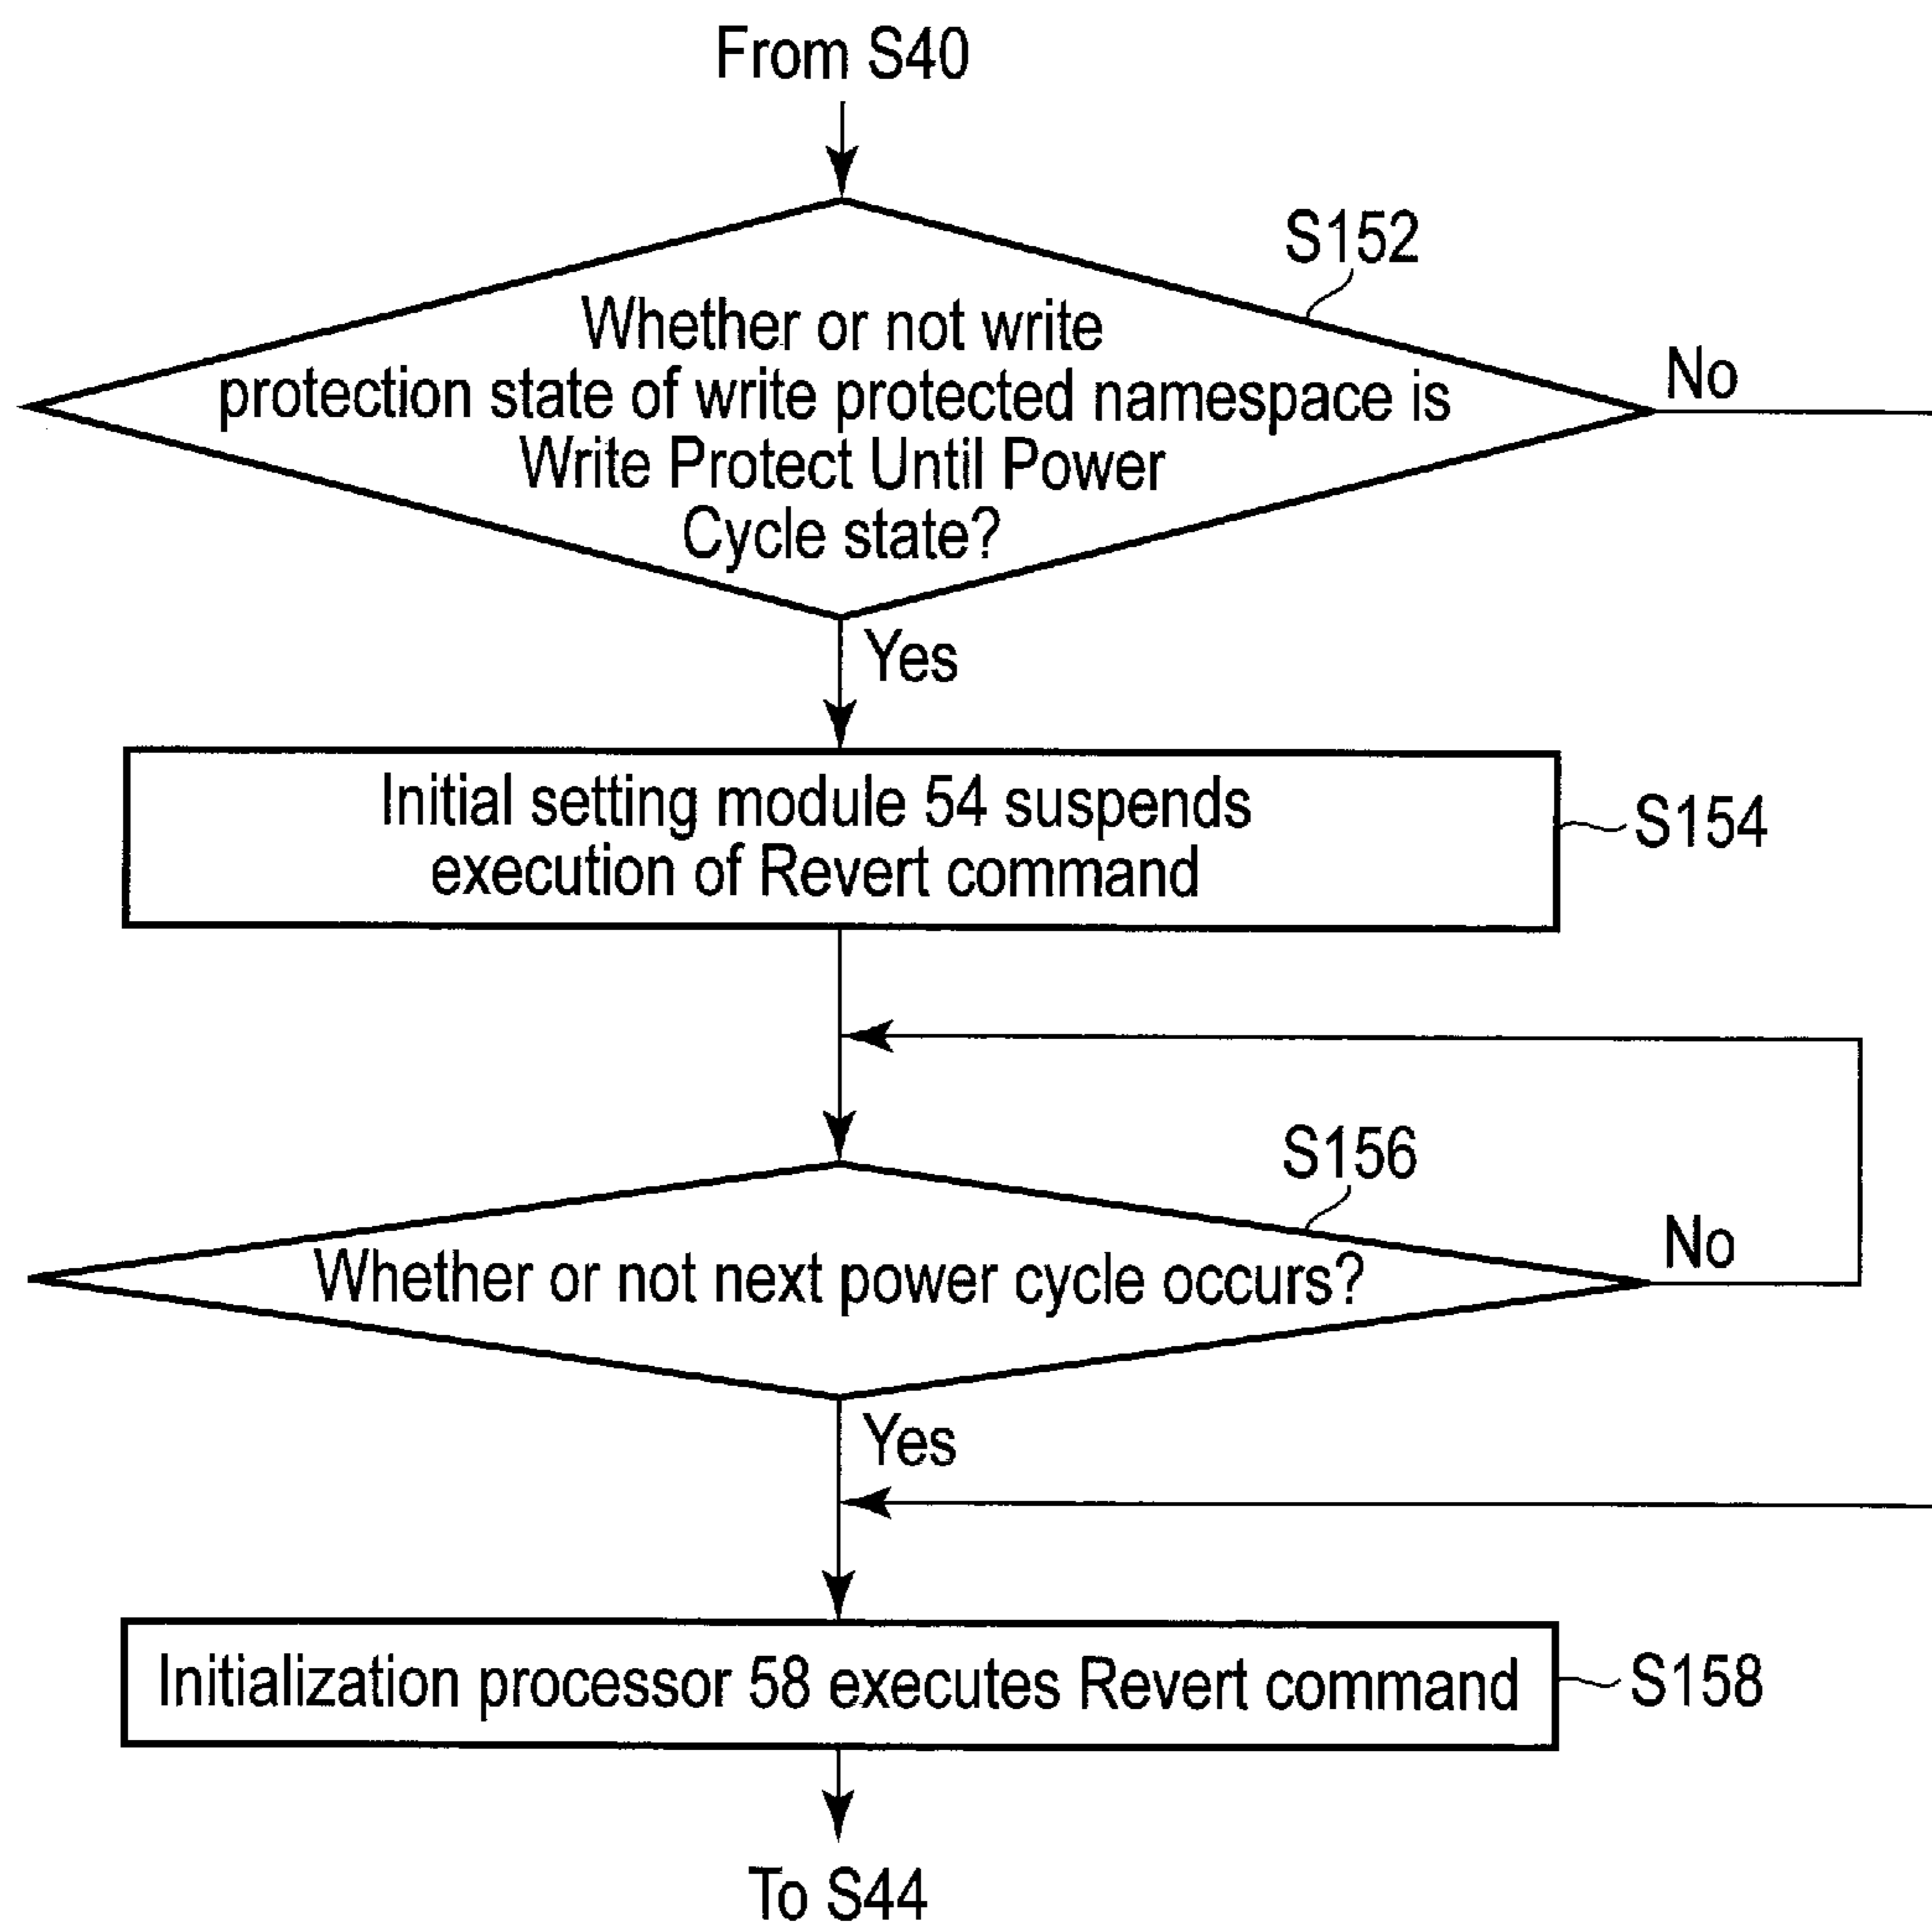 From S40
S152
Whether or not write
protection state of write protected namespace is
Write Protect Until Power
Cycle state?
No
Yes
Initial setting module 54 suspends
execution of Revert command
S154
S156
Whether or not next power cycle occurs?
No
Yes
Initialization processor 58 executes Revert command
S158
To S44